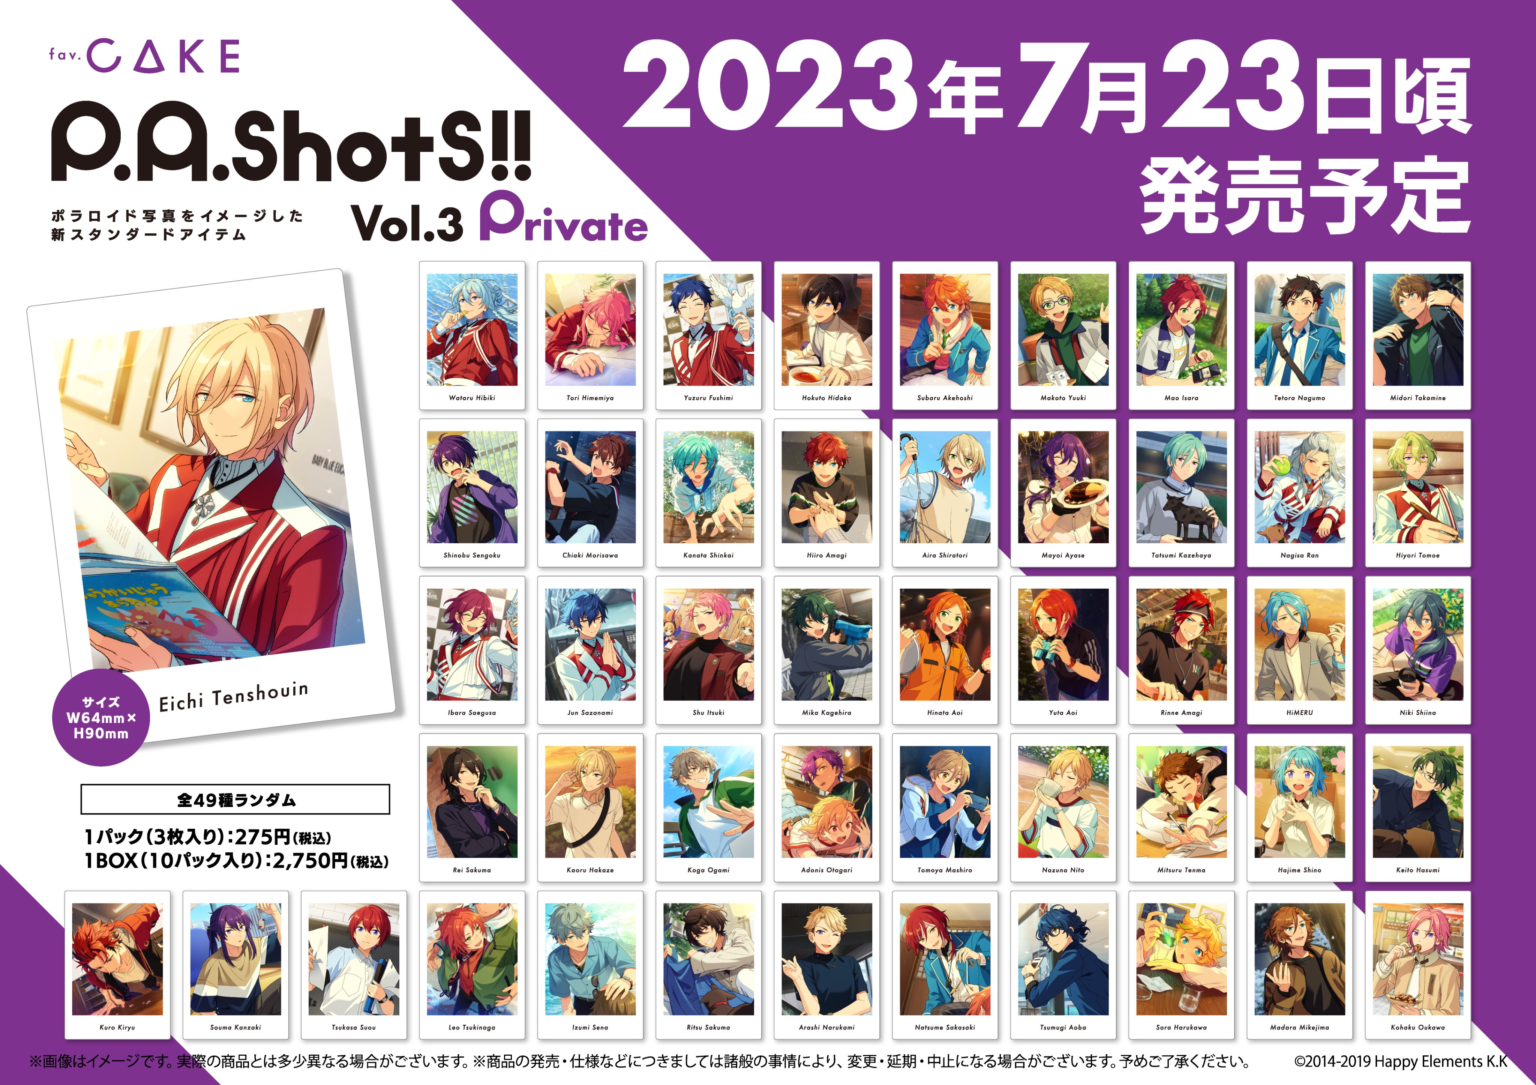 fav. CAKE
P.A.ShotS!!
ポラロイド写真をイメージした
新スタンダードアイテム
Vol.3 Private
2023年7月23日頃
発売予定
BABY BLUE
Eichi Tenshouin
サイズ
W64mm×
H90mm
全49種ランダム
1パック(3枚入り):275円(税込)
1BOX(10パック入り):2,750円(税込)
Wataru Hibiki
Tori Himemiya
Yuzuru Fushimi
Hokuto Hidaka
Subaru Akehoshi
Makoto Yuuki
Mao Isara
Tetora Nagumo
Midori Takamine
Shinobu Sengoku
Chiaki Morisawa
Kanata Shinkai
Hiiro Amagi
Aira Shiratori
Mayoi Ayase
Tatsumi Kazehaya
Nagisa Ran
Hiyori Tomoe
Ibara Saegusa
Jun Sazanami
Shu Itsuki
Mika Kagehira
Hinata Aoi
Yuta Aoi
Rinne Amagi
HiMERU
Niki Shiina
Rei Sakuma
Kaoru Hakaze
Koga Ogami
Adonis Otogari
Tomoya Mashiro
Nazuna Nito
Mitsuru Tenma
Hajime Shino
Keito Hasumi
Kuro Kiryu
Souma Kanzaki
Tsukasa Suou
Leo Tsukinaga
Izumi Sena
Ritsu Sakuma
Arashi Narukami
Natsume Sakasaki
Tsumugi Aoba
Sora Harukawa
Madara Mikejima
Kohaku Oukawa
※画像はイメージです。実際の商品とは多少異なる場合がございます。※商品の発売・仕様などにつきましては諸般の事情により、変更・延期・中止になる場合がございます。予めご了承ください。
©2014-2019 Happy Elements K.K